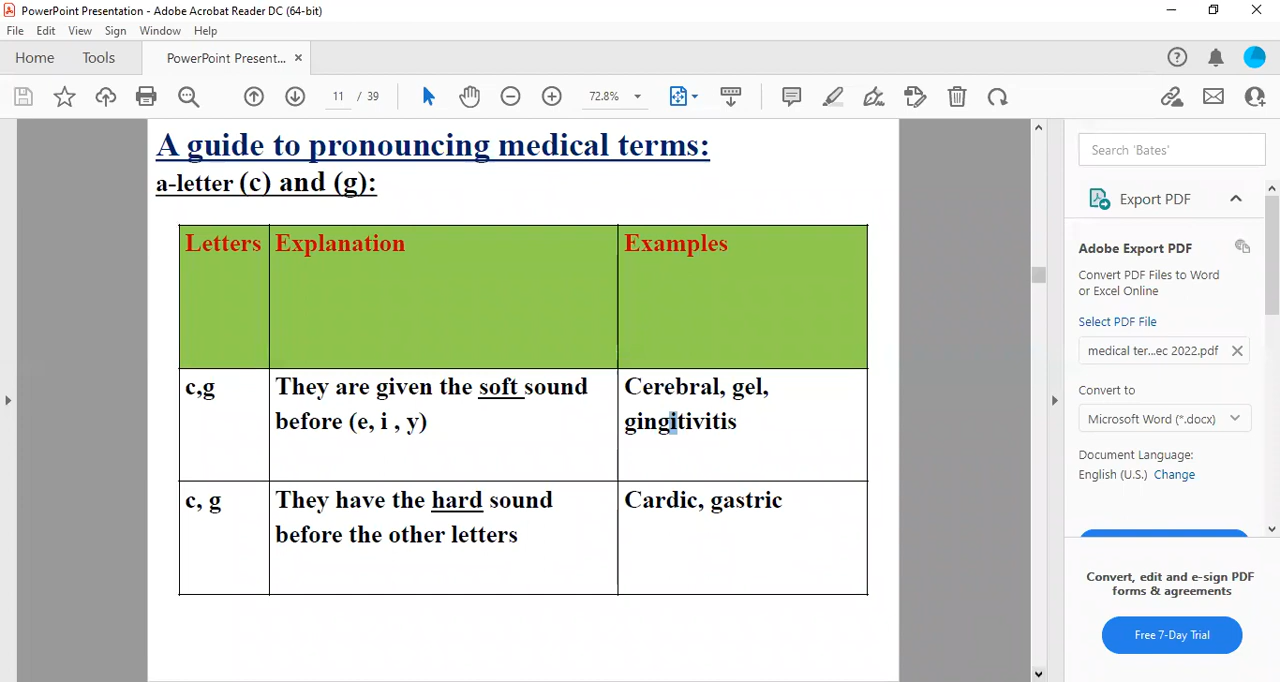 PowerPoint Presentation - Adobe Acrobat Reader DC (64-bit)
File Edit View Sign Window Help
Home Tools PowerPoint Present... ×
11 / 39 72.8%
A guide to pronouncing medical terms:
a-letter (c) and (g):
Letters Explanation Examples
c,g They are given the soft sound Cerebral, gel,
before (e, i , y) gingitivitis
c, g They have the hard sound Cardic, gastric
before the other letters
Search 'Bates'
Export PDF
Adobe Export PDF
Convert PDF Files to Word
or Excel Online
Select PDF File
medical ter...ec 2022.pdf
Convert to
Microsoft Word (*.docx)
Document Language:
English (U.S.) Change
Convert, edit and e-sign PDF
forms & agreements
Free 7-Day Trial